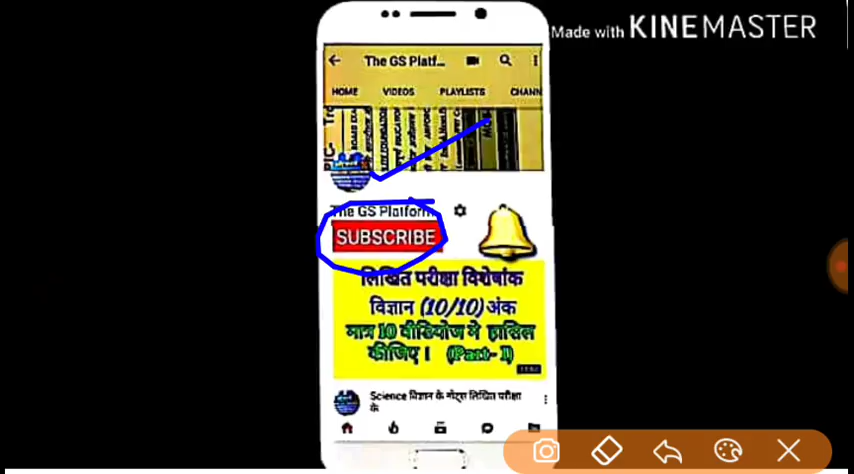 Made with KINEMASTER
The GS Platf...
HOME VIDEOS PLAYLISTS CHANN
The GS Platform
SUBSCRIBE
लिखित परीक्षा विशेषांक
विज्ञान (10/10) अंक
मात्र 10 वीडियोज मे हासिल
कीजिए। (Part-1)
Science विज्ञान के नोट्स लिखित परीक्षा
के